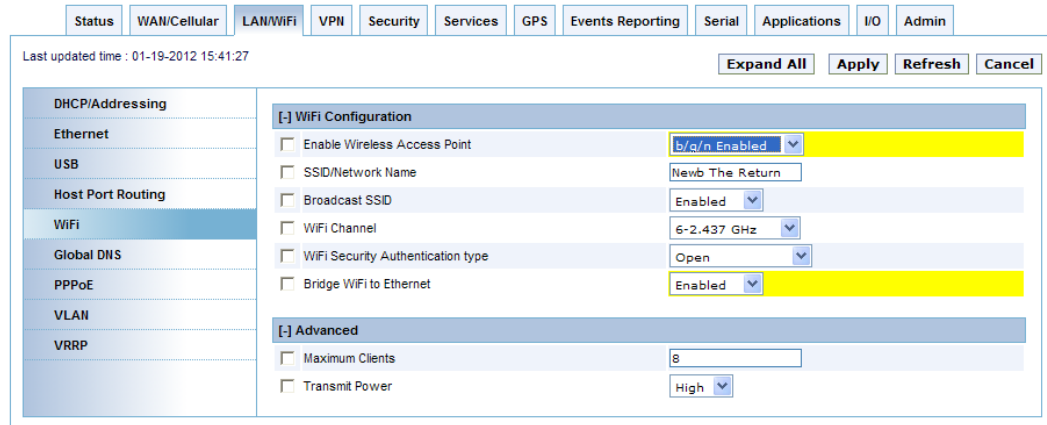 Status WAN/Cellular LAN/WiFi VPN Security Services GPS Events Reporting Serial Applications I/O Admin
Last updated time : 01-19-2012 15:41:27
Expand All Apply Refresh Cancel
DHCP/Addressing
Ethernet
USB
Host Port Routing
WiFi
Global DNS
PPPoE
VLAN
VRRP
[-] WiFi Configuration
Enable Wireless Access Point b/g/n Enabled
SSID/Network Name Newb The Return
Broadcast SSID Enabled
WiFi Channel 6-2.437 GHz
WiFi Security Authentication type Open
Bridge WiFi to Ethernet Enabled
[-] Advanced
Maximum Clients 8
Transmit Power High